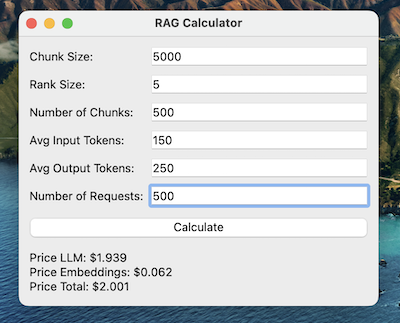 RAG Calculator
Chunk Size: 5000
Rank Size: 5
Number of Chunks: 500
Avg Input Tokens: 150
Avg Output Tokens: 250
Number of Requests: 500
Calculate
Price LLM: $1.939
Price Embeddings: $0.062
Price Total: $2.001